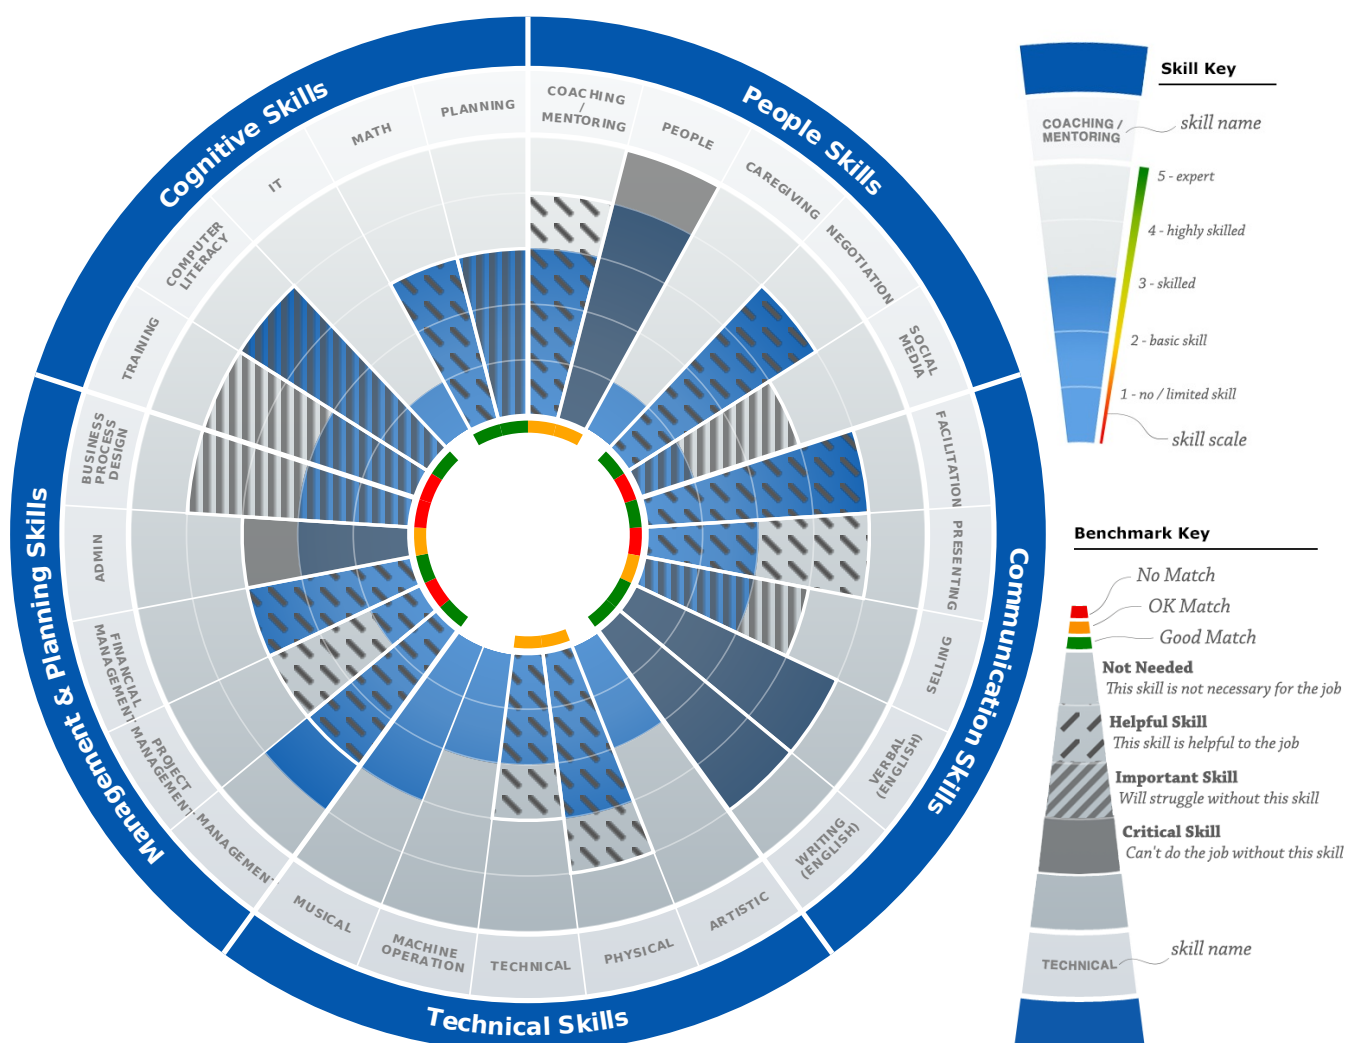 Cognitive Skills
People Skills
Communication Skills
Technical Skills
Management & Planning Skills
PLANNING
MATH
IT
COMPUTER
LITERACY
TRAINING
COACHING
/
MENTORING
PEOPLE
CAREGIVING
NEGOTIATION
SOCIAL
MEDIA
FACILITATION
PRESENTING
SELLING
VERBAL
(ENGLISH)
WRITING
(ENGLISH)
ARTISTIC
PHYSICAL
TECHNICAL
MACHINE
OPERATION
MUSICAL
MANAGEMENT
PROJECT
MANAGEMENT
FINANCIAL
MANAGEMENT
ADMIN
BUSINESS
PROCESS
DESIGN
Skill Key
COACHING /
MENTORING
skill name
5 - expert
4 - highly skilled
3 - skilled
2 - basic skill
1 - no / limited skill
skill scale
Benchmark Key
No Match
OK Match
Good Match
Not Needed
This skill is not necessary for the job
Helpful Skill
This skill is helpful to the job
Important Skill
Will struggle without this skill
Critical Skill
Can't do the job without this skill
TECHNICAL
skill name